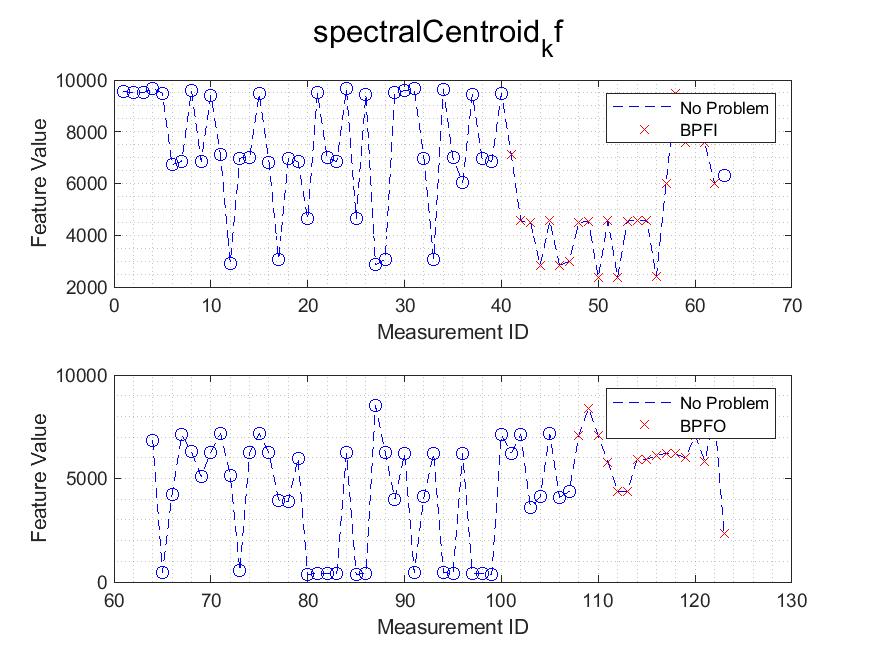 spectralCentroid_kf
10000
8000
6000
4000
2000
Feature Value
No Problem
BPFI
0 10 20 30 40 50 60 70
Measurement ID
10000
5000
0
Feature Value
No Problem
BPFO
60 70 80 90 100 110 120 130
Measurement ID